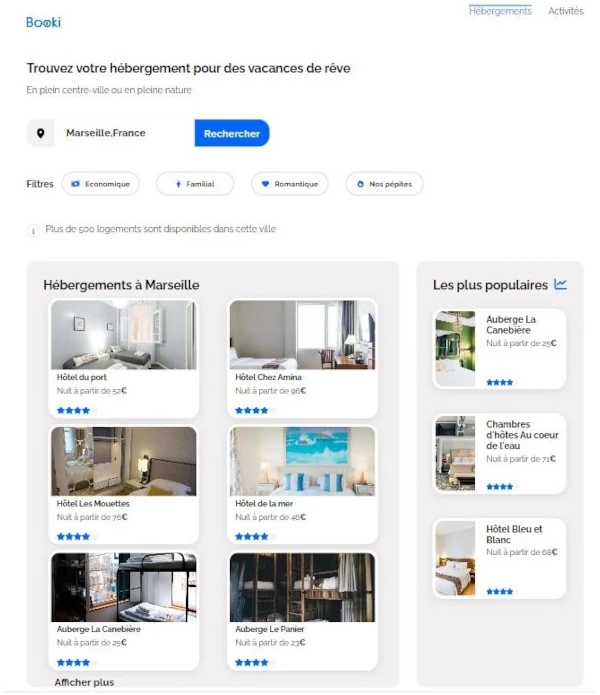 Hébergements Activités
Booki
Trouvez votre hébergement pour des vacances de rêve
En plein centre-ville ou en pleine nature
Marseille,France Rechercher
Filtres Economique Familial Romantique Nos pépites
i Plus de 500 logements sont disponibles dans cette ville
Hébergements à Marseille
Hôtel du port
Nuit à partir de 52€
Hôtel Chez Amina
Nuit à partir de 96€
Hôtel Les Mouettes
Nuit à partir de 76€
Hôtel de la mer
Nuit à partir de 46€
Auberge La Canebière
Nuit à partir de 25€
Auberge Le Panier
Nuit à partir de 23€
Afficher plus
Les plus populaires
Auberge La
Canebière
Nuit à partir de 25€
Chambres
d'hôtes Au coeur
de l'eau
Nuit à partir de 71€
Hôtel Bleu et
Blanc
Nuit à partir de 68€